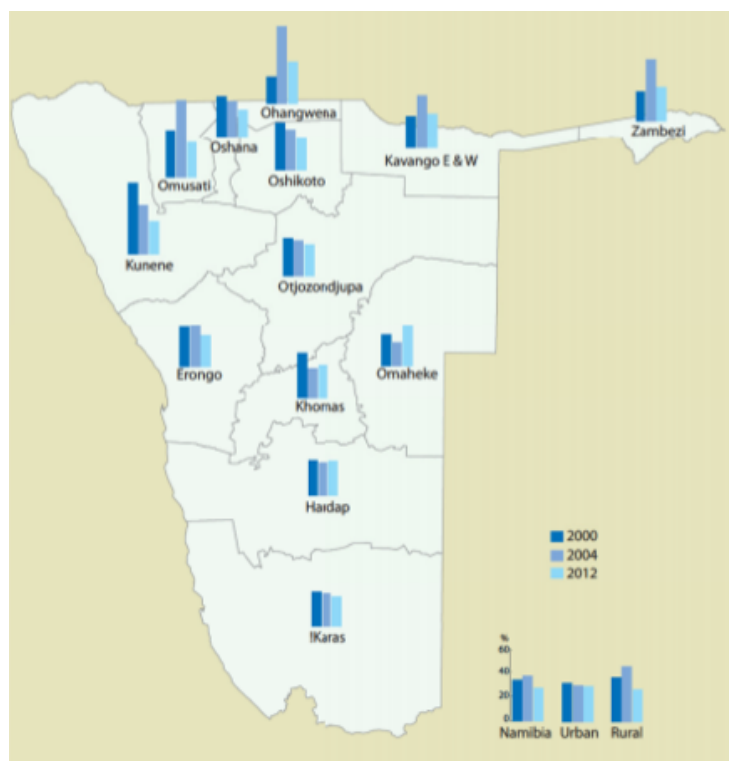 Ohangwena
Oshana
Omusati
Oshikoto
Kavango E & W
Zambezi
Kunene
Otjozondjupa
Erongo
Omaheke
Khomas
Hardap
!Karas
2000
2004
2012
%
60
40
20
0
Namibia Urban Rural